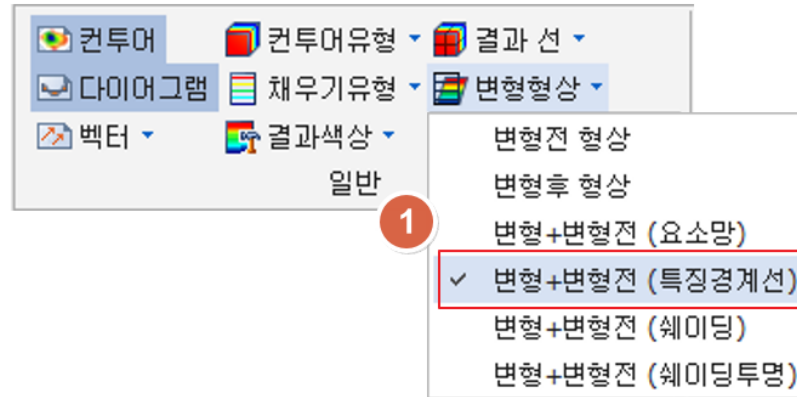 컨투어 컨투어유형 결과 선
다이어그램 채우기유형 변형형상
벡터 결과색상
일반
변형전 형상
변형후 형상
1
변형+변형전 (요소망)
변형+변형전 (특징경계선)
변형+변형전 (쉐이딩)
변형+변형전 (쉐이딩투명)